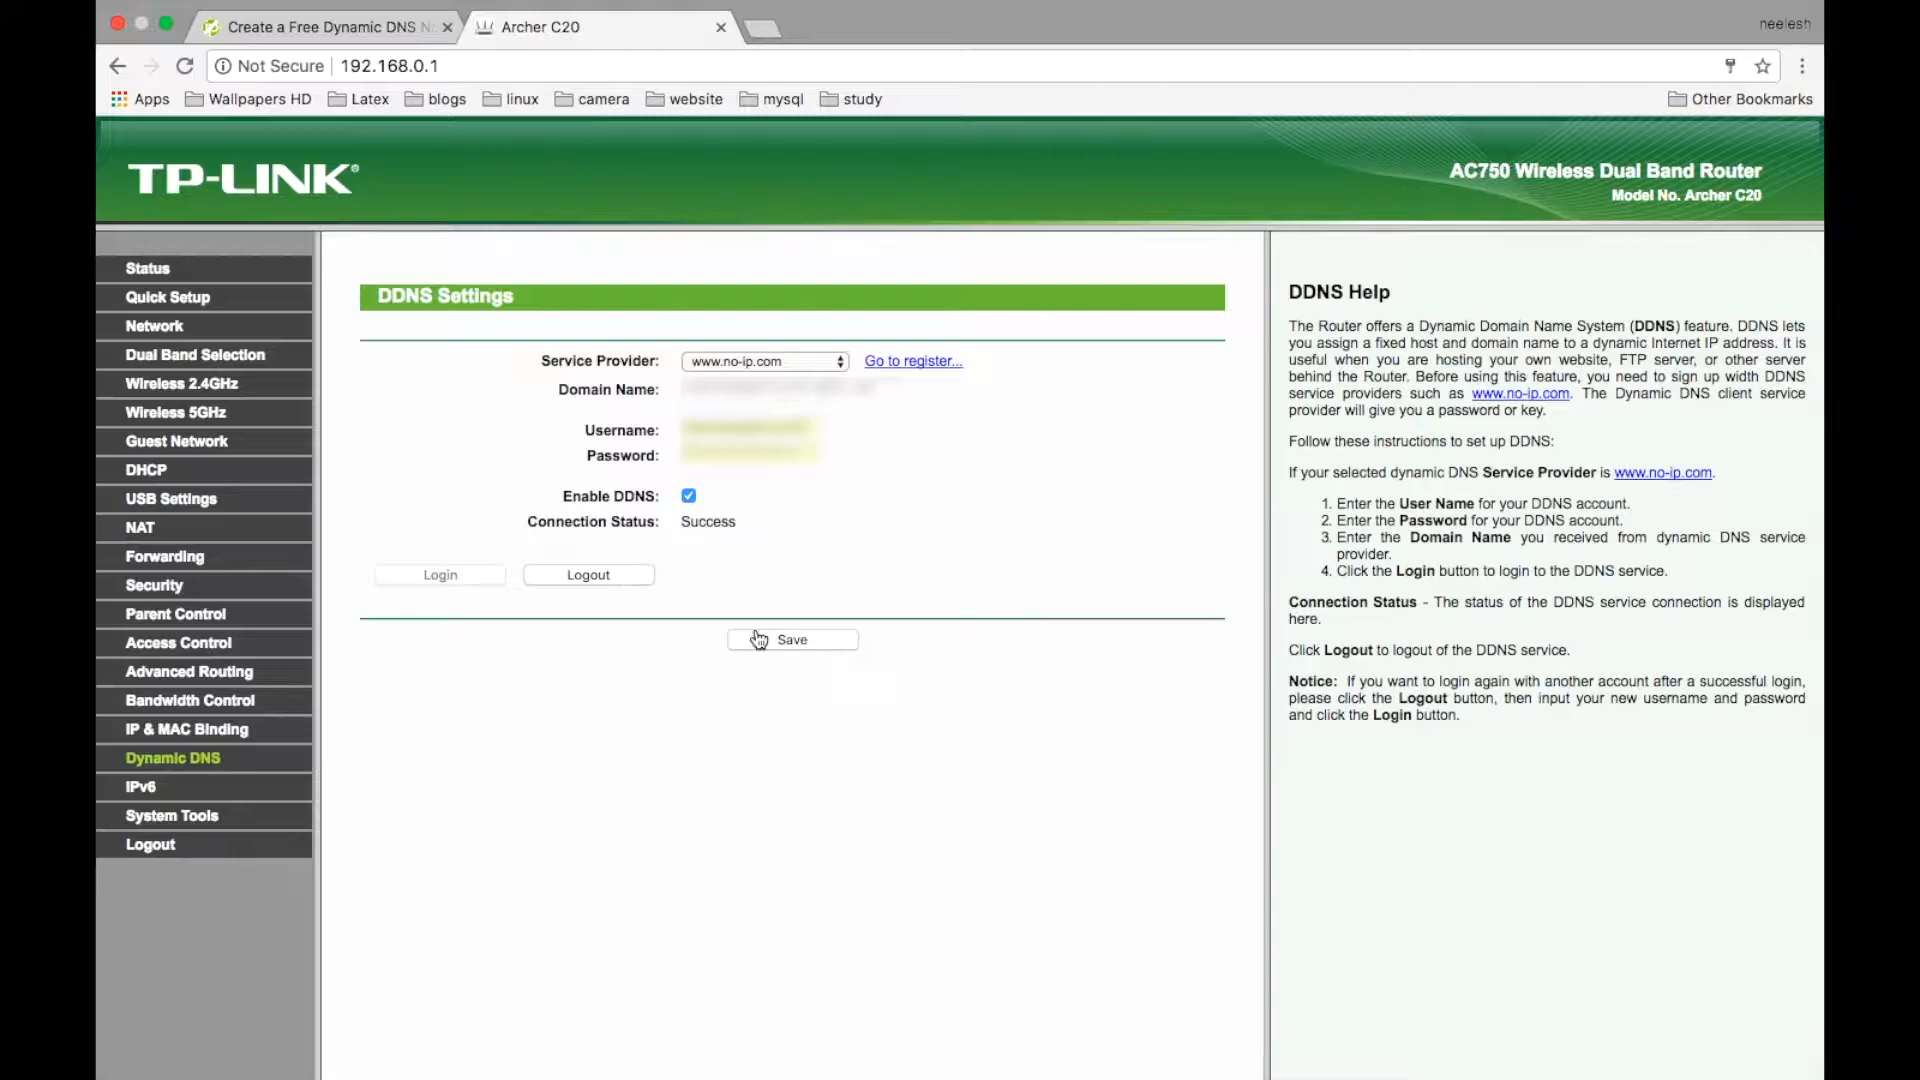 Create a Free Dynamic DNS
Archer C20
neelesh
Not Secure
192.168.0.1
Apps
Wallpapers HD
Latex
blogs
linux
camera
website
mysql
study
Other Bookmarks
TP-LINK®
AC750 Wireless Dual Band Router
Model No. Archer C20
Status
Quick Setup
Network
Dual Band Selection
Wireless 2.4GHz
Wireless 5GHz
Guest Network
DHCP
USB Settings
NAT
Forwarding
Security
Parent Control
Access Control
Advanced Routing
Bandwidth Control
IP & MAC Binding
Dynamic DNS
IPv6
System Tools
Logout
DDNS Settings
Service Provider: www.no-ip.com Go to register...
Domain Name:
Username:
Password:
Enable DDNS:
Connection Status: Success
Login
Logout
Save
DDNS Help
The Router offers a Dynamic Domain Name System (DDNS) feature. DDNS lets
you assign a fixed host and domain name to a dynamic Internet IP address. It is
useful when you are hosting your own website, FTP server, or other server
behind the Router. Before using this feature, you need to sign up width DDNS
service providers such as www.no-ip.com. The Dynamic DNS client service
provider will give you a password or key.
Follow these instructions to set up DDNS:
If your selected dynamic DNS Service Provider is www.no-ip.com.
1. Enter the User Name for your DDNS account.
2. Enter the Password for your DDNS account.
3. Enter the Domain Name you received from dynamic DNS service
provider.
4. Click the Login button to login to the DDNS service.
Connection Status - The status of the DDNS service connection is displayed
here.
Click Logout to logout of the DDNS service.
Notice: If you want to login again with another account after a successful login,
please click the Logout button, then input your new username and password
and click the Login button.